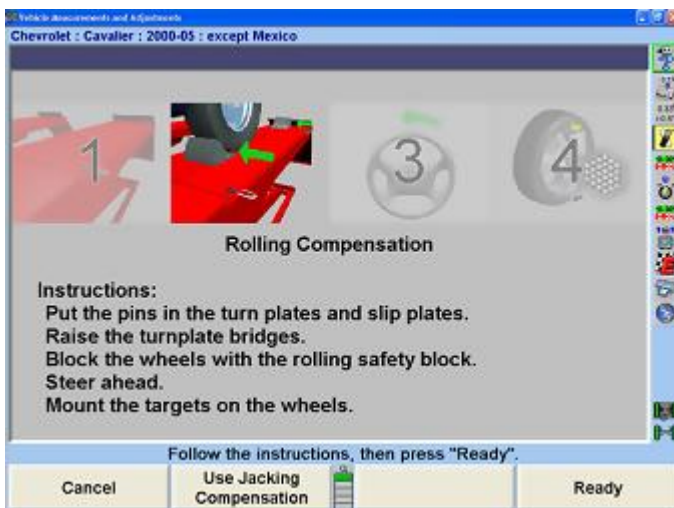 Vehicle Measurements and Adjustments
Chevrolet : Cavalier : 2000-05 : except Mexico
1
3
4
Rolling Compensation
Instructions:
Put the pins in the turn plates and slip plates.
Raise the turnplate bridges.
Block the wheels with the rolling safety block.
Steer ahead.
Mount the targets on the wheels.
Follow the instructions, then press "Ready".
Cancel
Use Jacking
Compensation
Ready